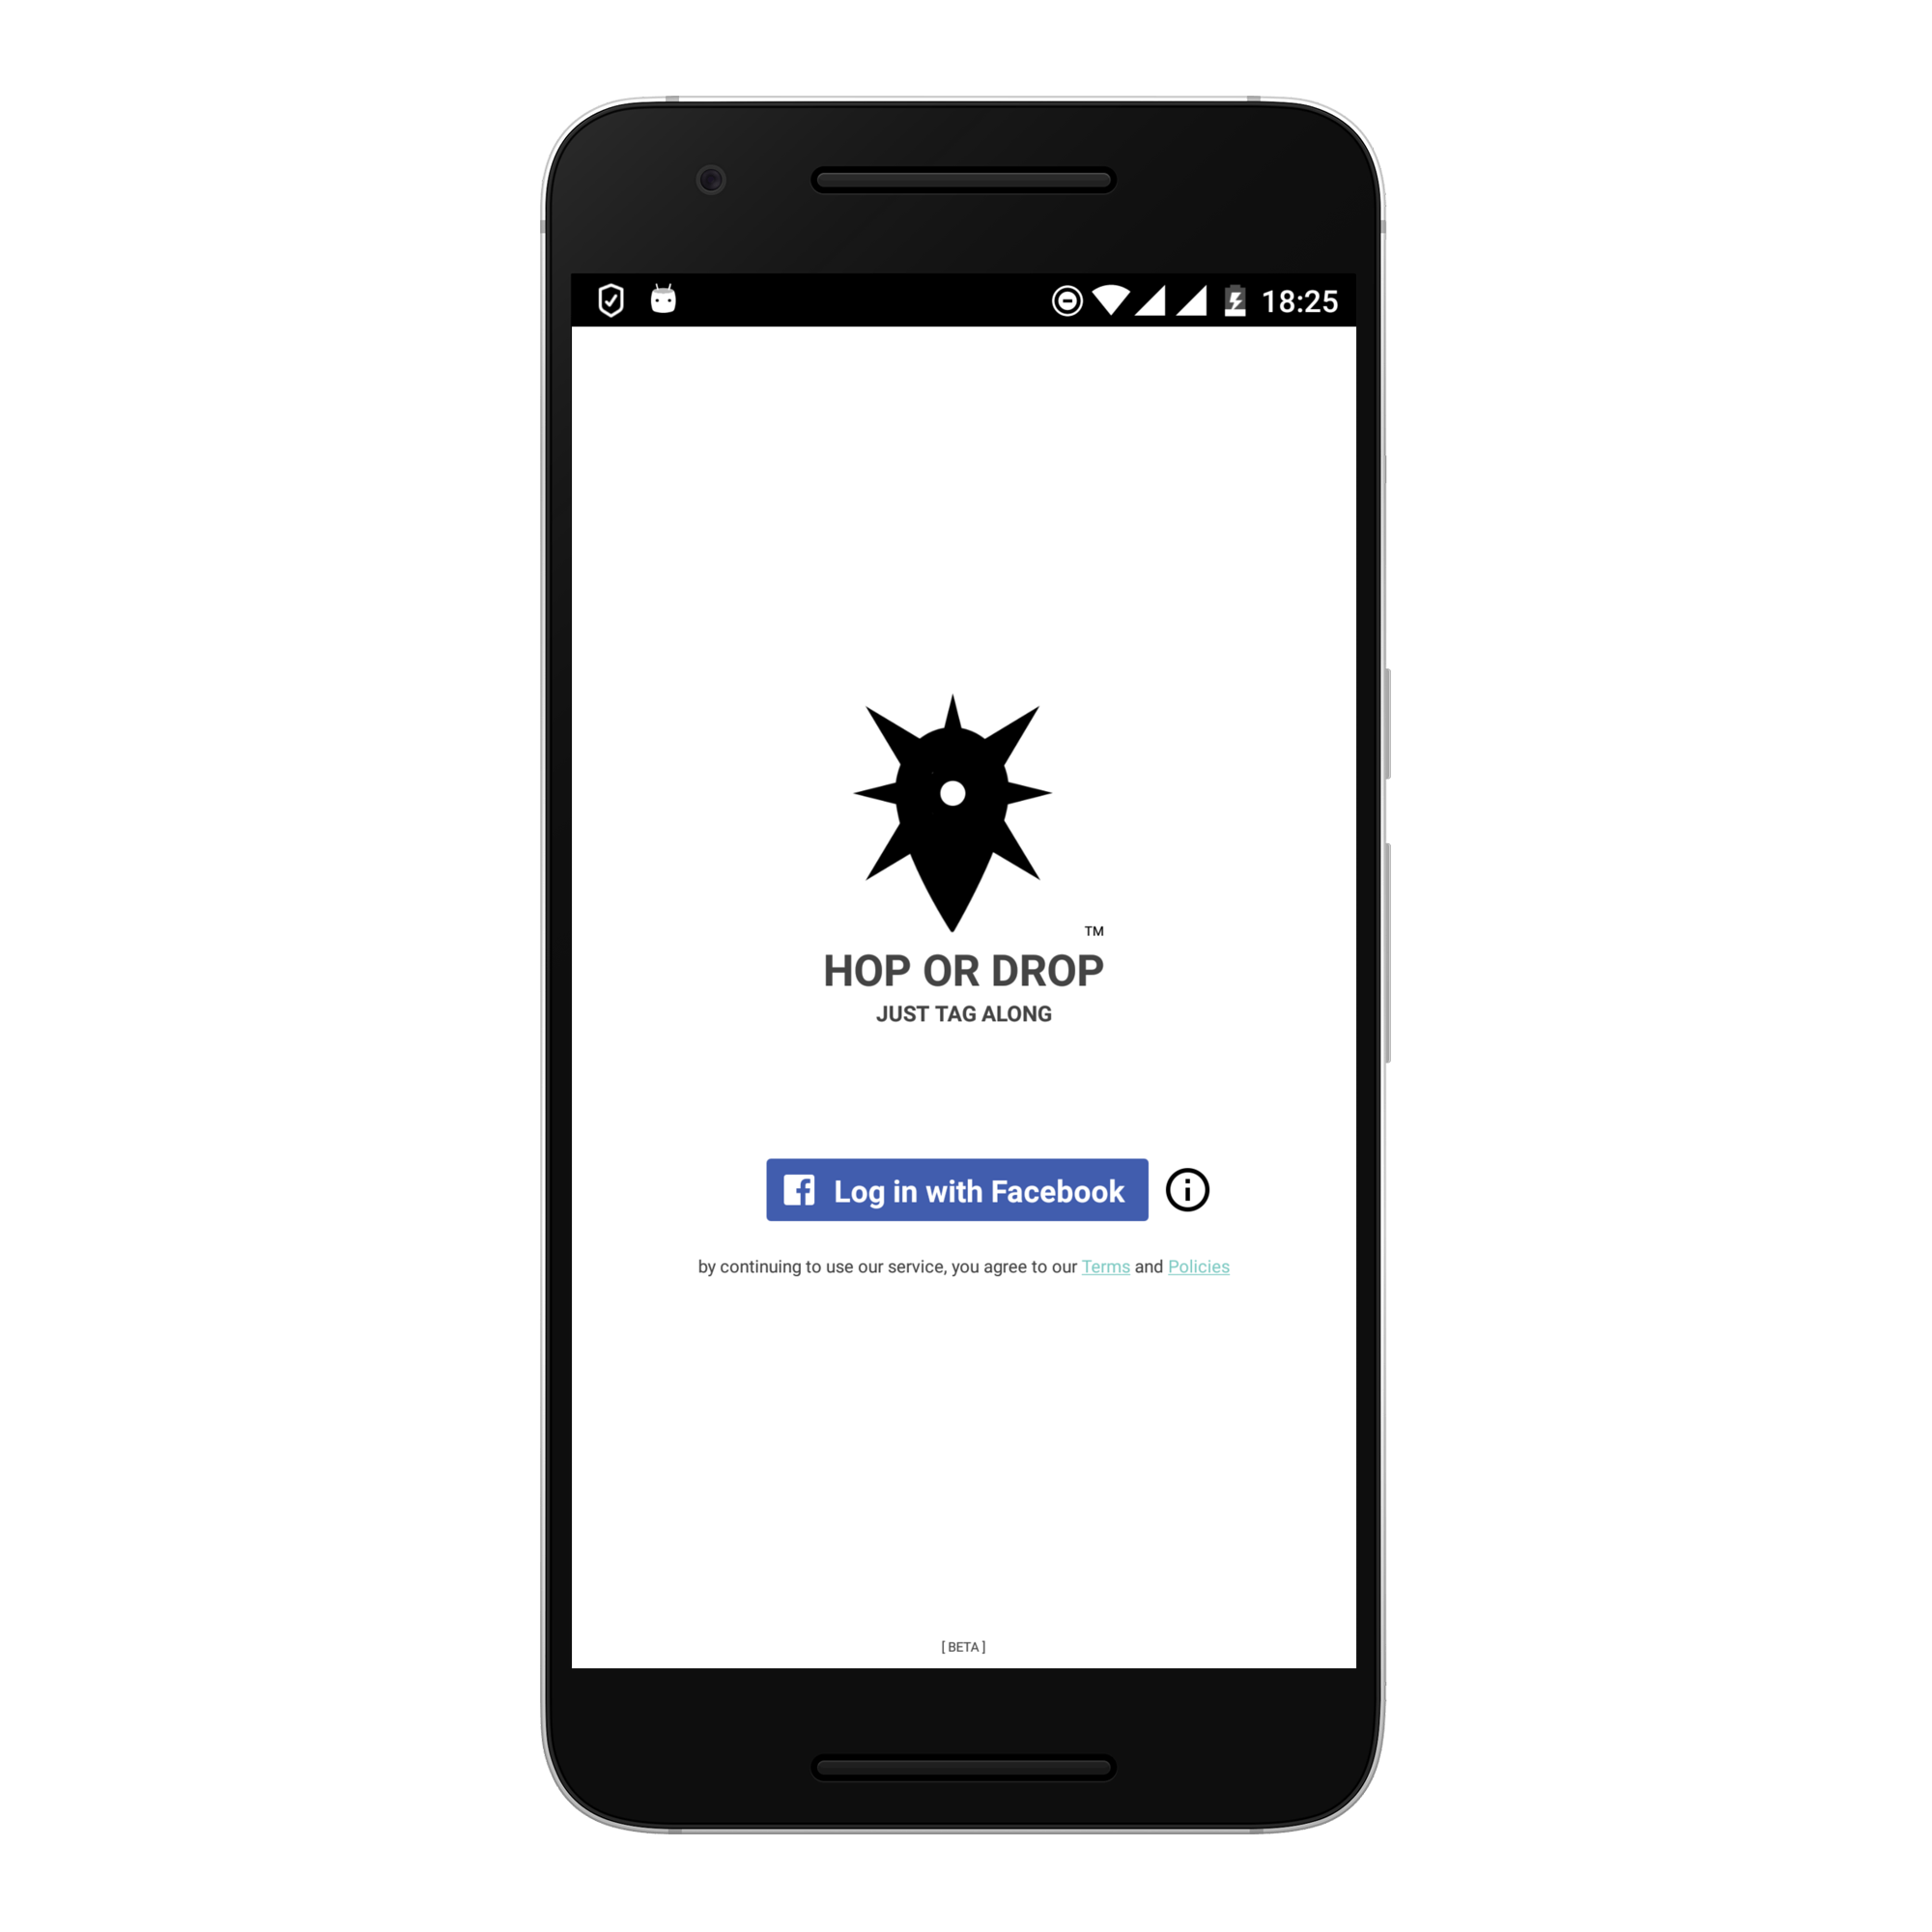 18:25
TM
HOP OR DROP
JUST TAG ALONG
Log in with Facebook
by continuing to use our service, you agree to our Terms and Policies
[ BETA ]